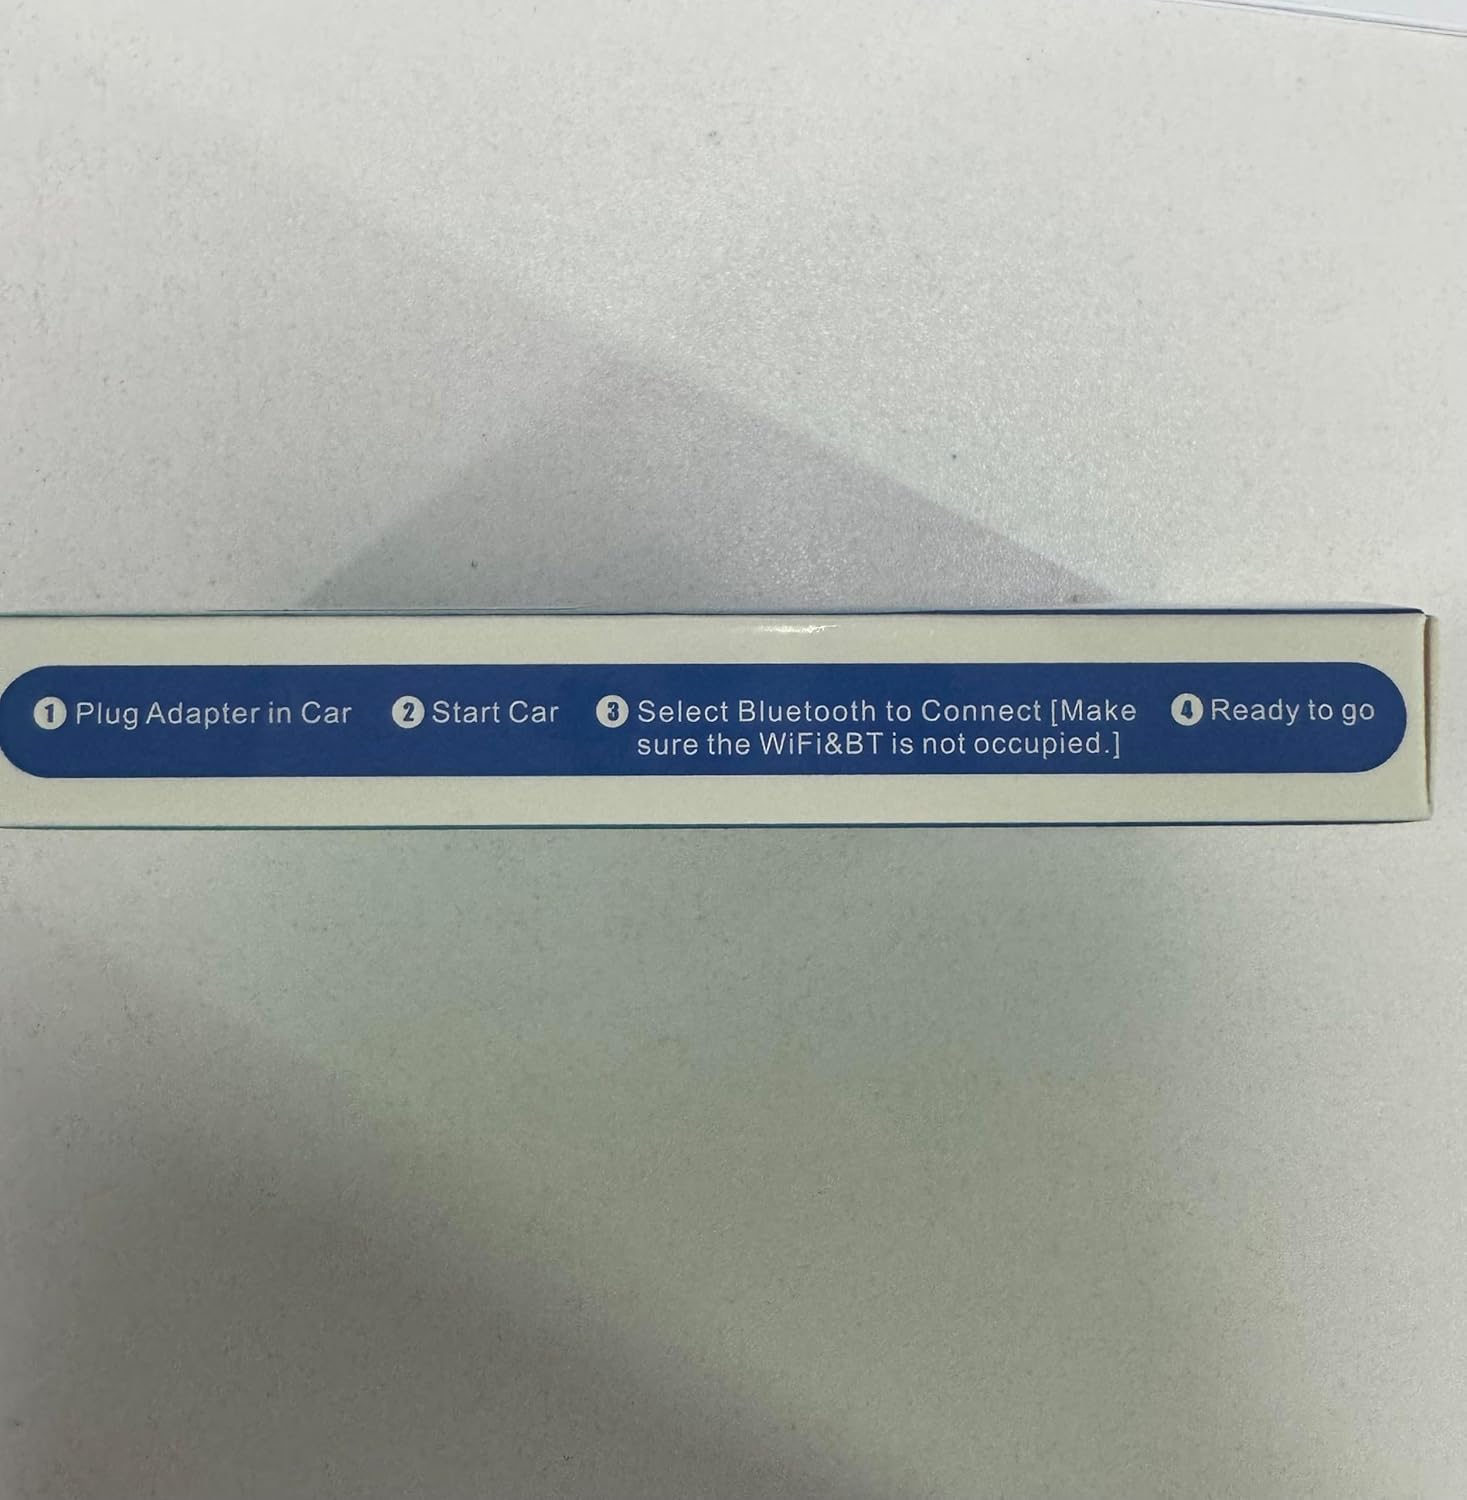 1 Plug Adapter in Car 2 Start Car 3 Select Bluetooth to Connect [Make
sure the WiFi&BT is not occupied.]
4 Ready to go